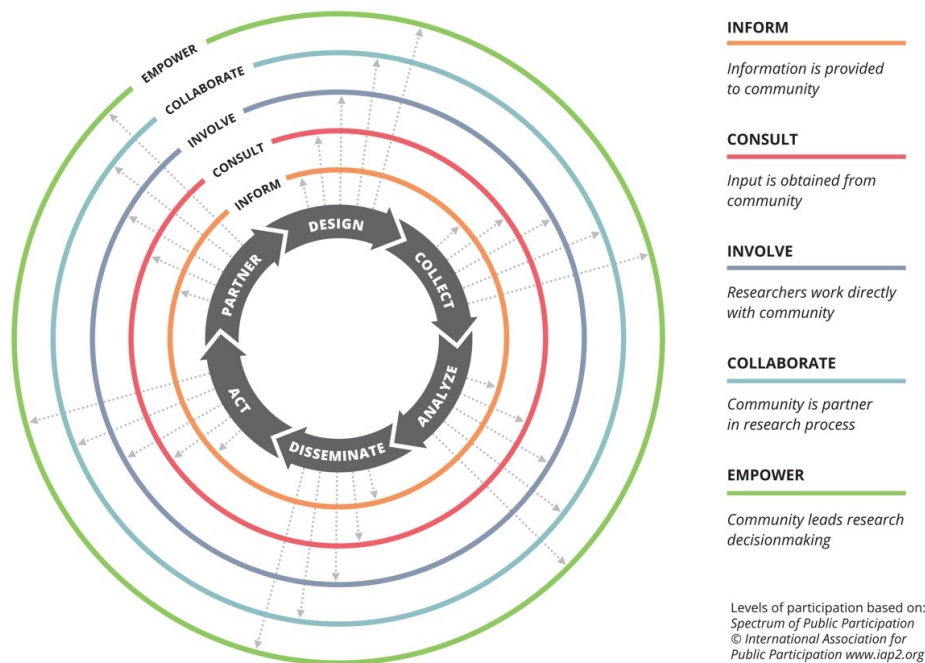 EMPOWER
COLLABORATE
INVOLVE
CONSULT
INFORM
DESIGN
COLLECT
ANALYZE
DISSEMINATE
ACT
PARTNER
INFORM
Information is provided
to community
CONSULT
Input is obtained from
community
INVOLVE
Researchers work directly
with community
COLLABORATE
Community is partner
in research process
EMPOWER
Community leads research
decisionmaking
Levels of participation based on:
Spectrum of Public Participation
© International Association for
Public Participation www.iap2.org